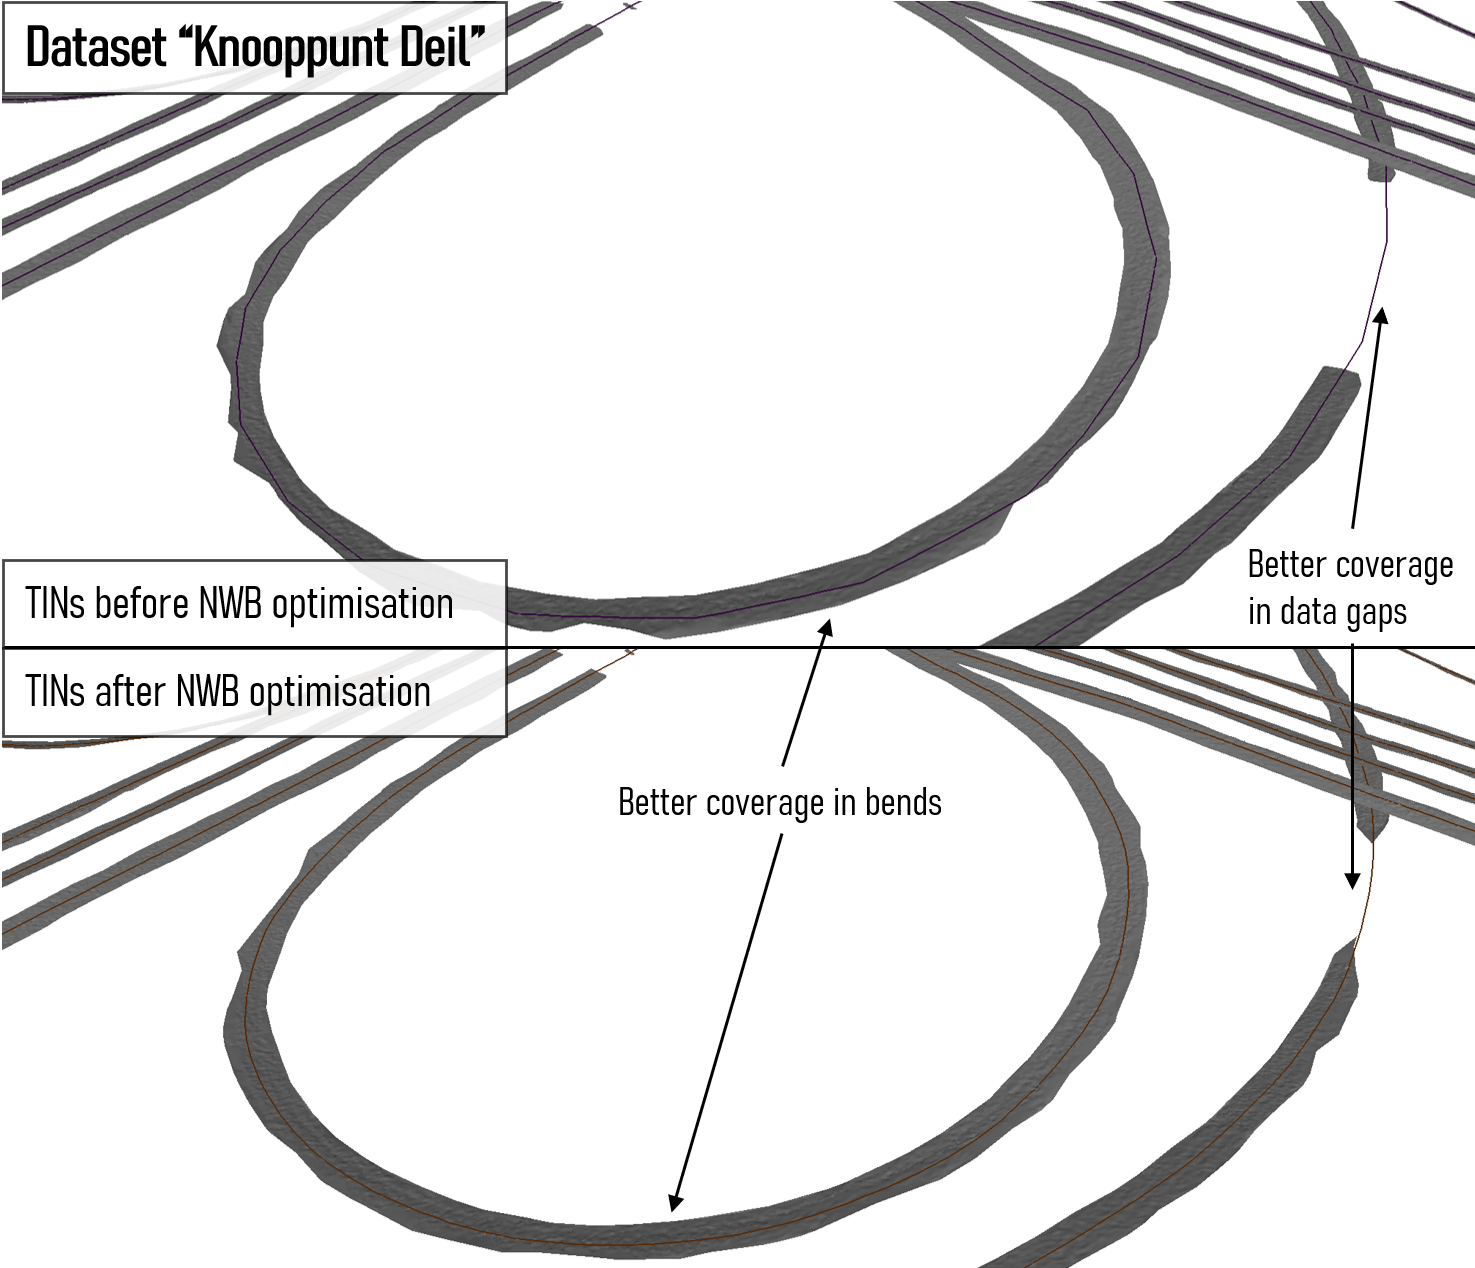 Dataset “Knooppunt Deil”
TINs before NWB optimisation
TINs after NWB optimisation
Better coverage
in data gaps
Better coverage in bends